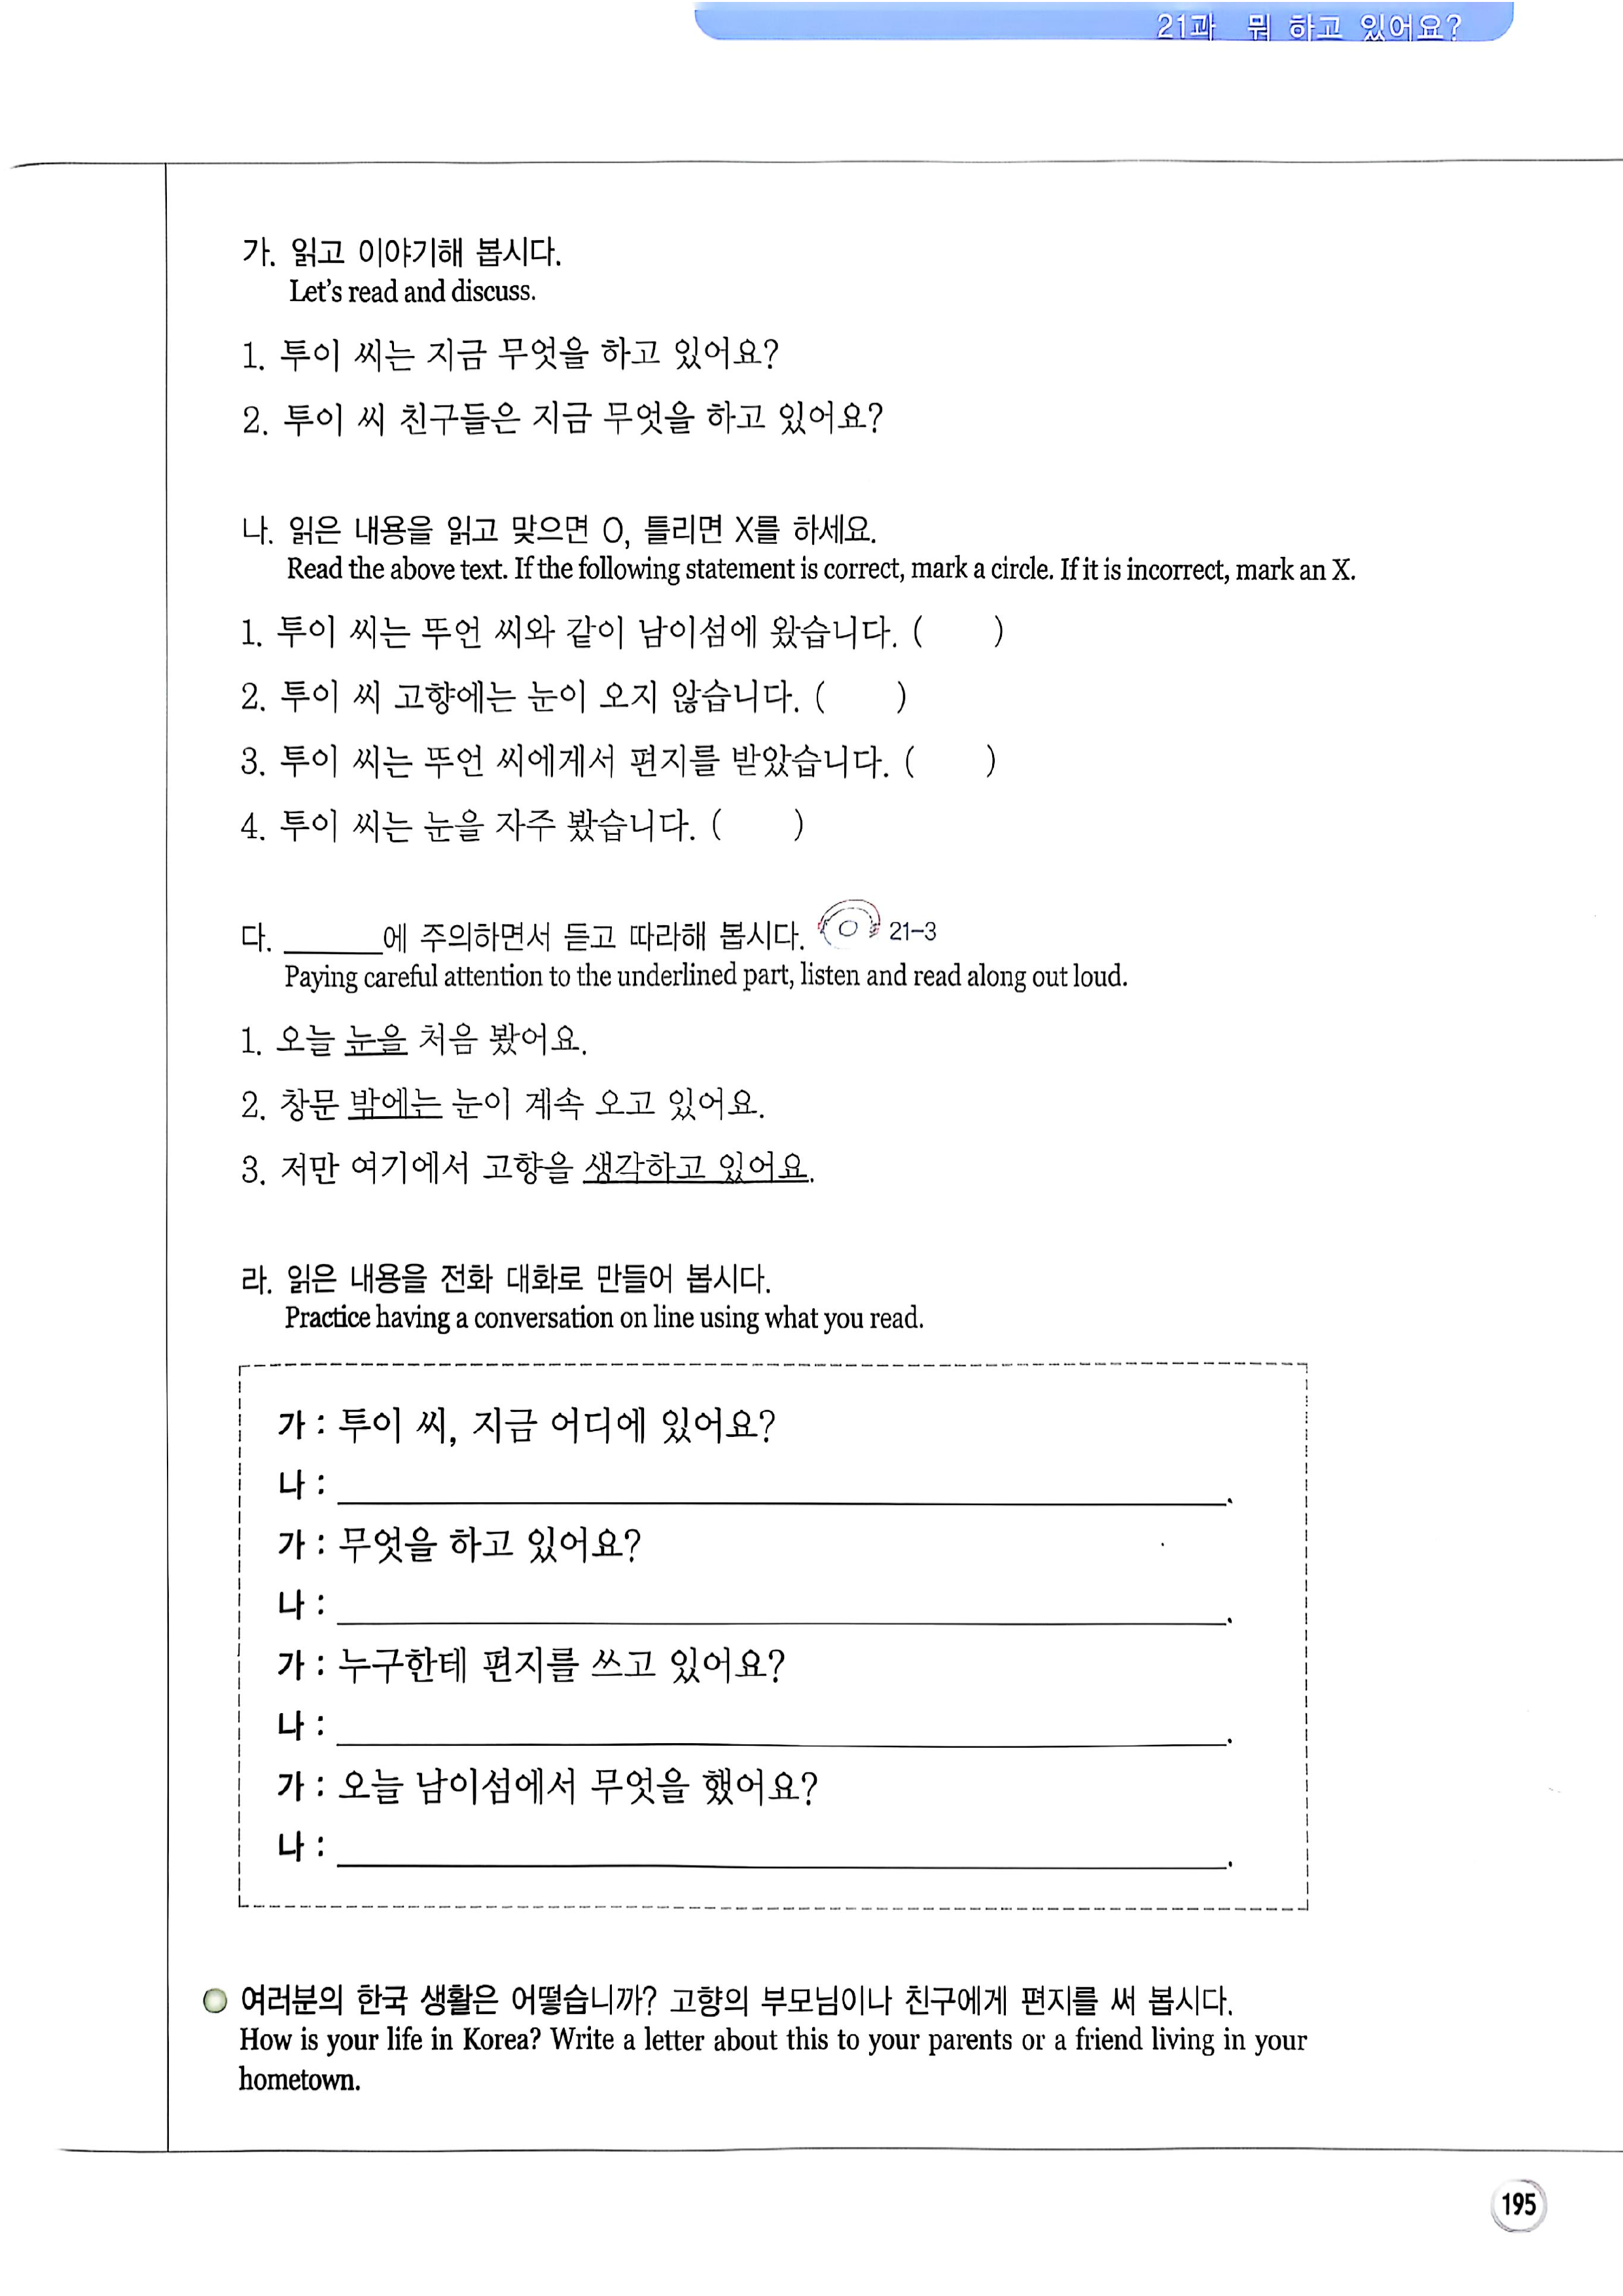 21과 뭐 하고 있어요?
가. 읽고 이야기해 봅시다.
Let's read and discuss.
1. 투이 씨는 지금 무엇을 하고 있어요?
2. 투이 씨 친구들은 지금 무엇을 하고 있어요?
나. 읽은 내용을 읽고 맞으면 O, 틀리면 X를 하세요.
Read the above text. If the following statement is correct, mark a circle. If it is incorrect, mark an X.
1. 투이 씨는 뚜언 씨와 같이 남이섬에 왔습니다. (    )
2. 투이 씨 고향에는 눈이 오지 않습니다. (    )
3. 투이 씨는 뚜언 씨에게서 편지를 받았습니다. (    )
4. 투이 씨는 눈을 자주 봤습니다. (    )
다. ______에 주의하면서 듣고 따라해 봅시다. 21-3
Paying careful attention to the underlined part, listen and read along out loud.
1. 오늘 눈을 처음 봤어요.
2. 창문 밖에는 눈이 계속 오고 있어요.
3. 저만 여기에서 고향을 생각하고 있어요.
라. 읽은 내용을 전화 대화로 만들어 봅시다.
Practice having a conversation on line using what you read.
가 : 투이 씨, 지금 어디에 있어요?
나 : ______.
가 : 무엇을 하고 있어요?
나 : ______.
가 : 누구한테 편지를 쓰고 있어요?
나 : ______.
가 : 오늘 남이섬에서 무엇을 했어요?
나 : ______.
여러분의 한국 생활은 어떻습니까? 고향의 부모님이나 친구에게 편지를 써 봅시다.
How is your life in Korea? Write a letter about this to your parents or a friend living in your
hometown.
195